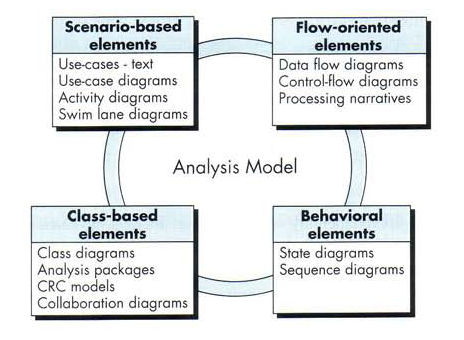 Scenario-based
elements
Use-cases - text
Use-case diagrams
Activity diagrams
Swim lane diagrams
Flow-oriented
elements
Data flow diagrams
Control-flow diagrams
Processing narratives
Analysis Model
Class-based
elements
Class diagrams
Analysis packages
CRC models
Collaboration diagrams
Behavioral
elements
State diagrams
Sequence diagrams